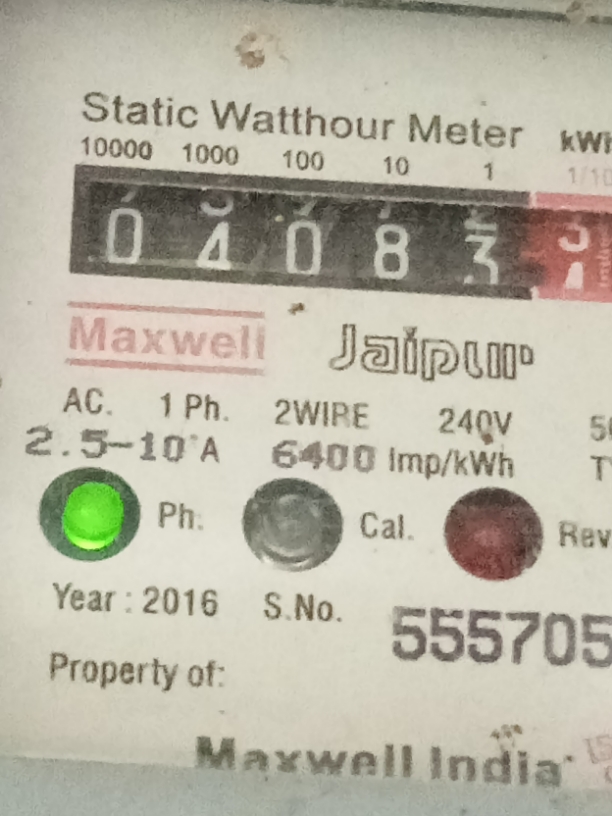 Static Watthour Meter kWh
10000 1000 100 10 1 1/10
0 4 0 8 3
Maxwell Jaipur
AC. 1 Ph. 2WIRE 240V
2.5-10 A 6400 Imp/kWh
Ph. Cal. Rev
Year : 2016 S.No. 555705
Property of:
Maxwell India